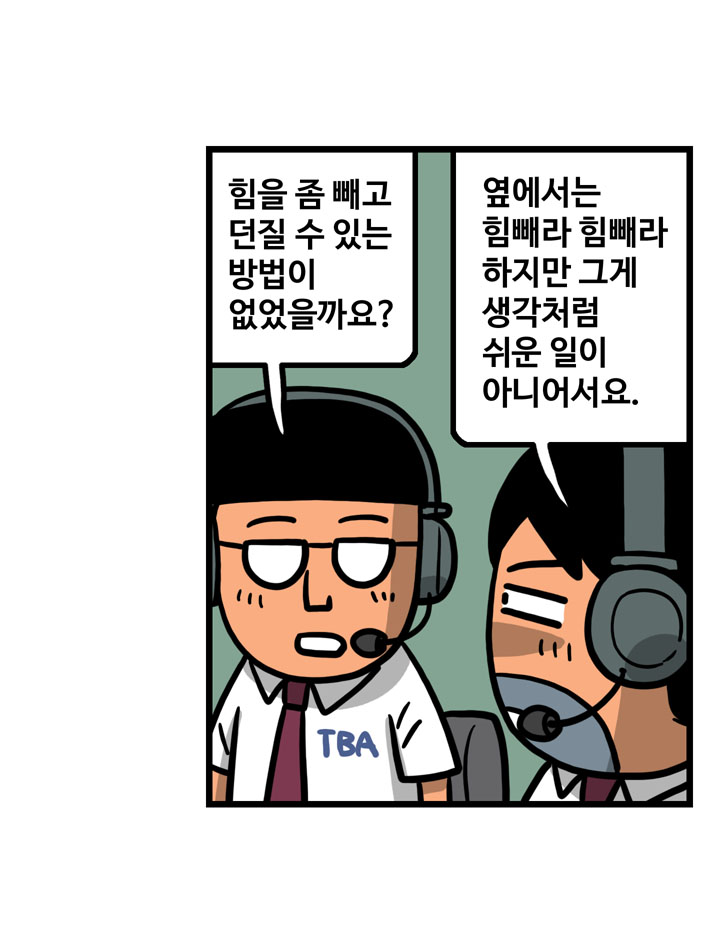 힘을 좀 빼고
던질 수 있는
방법이
없었을까요?
옆에서는
힘빼라 힘빼라
하지만 그게
생각처럼
쉬운 일이
아니어서요.
TBA